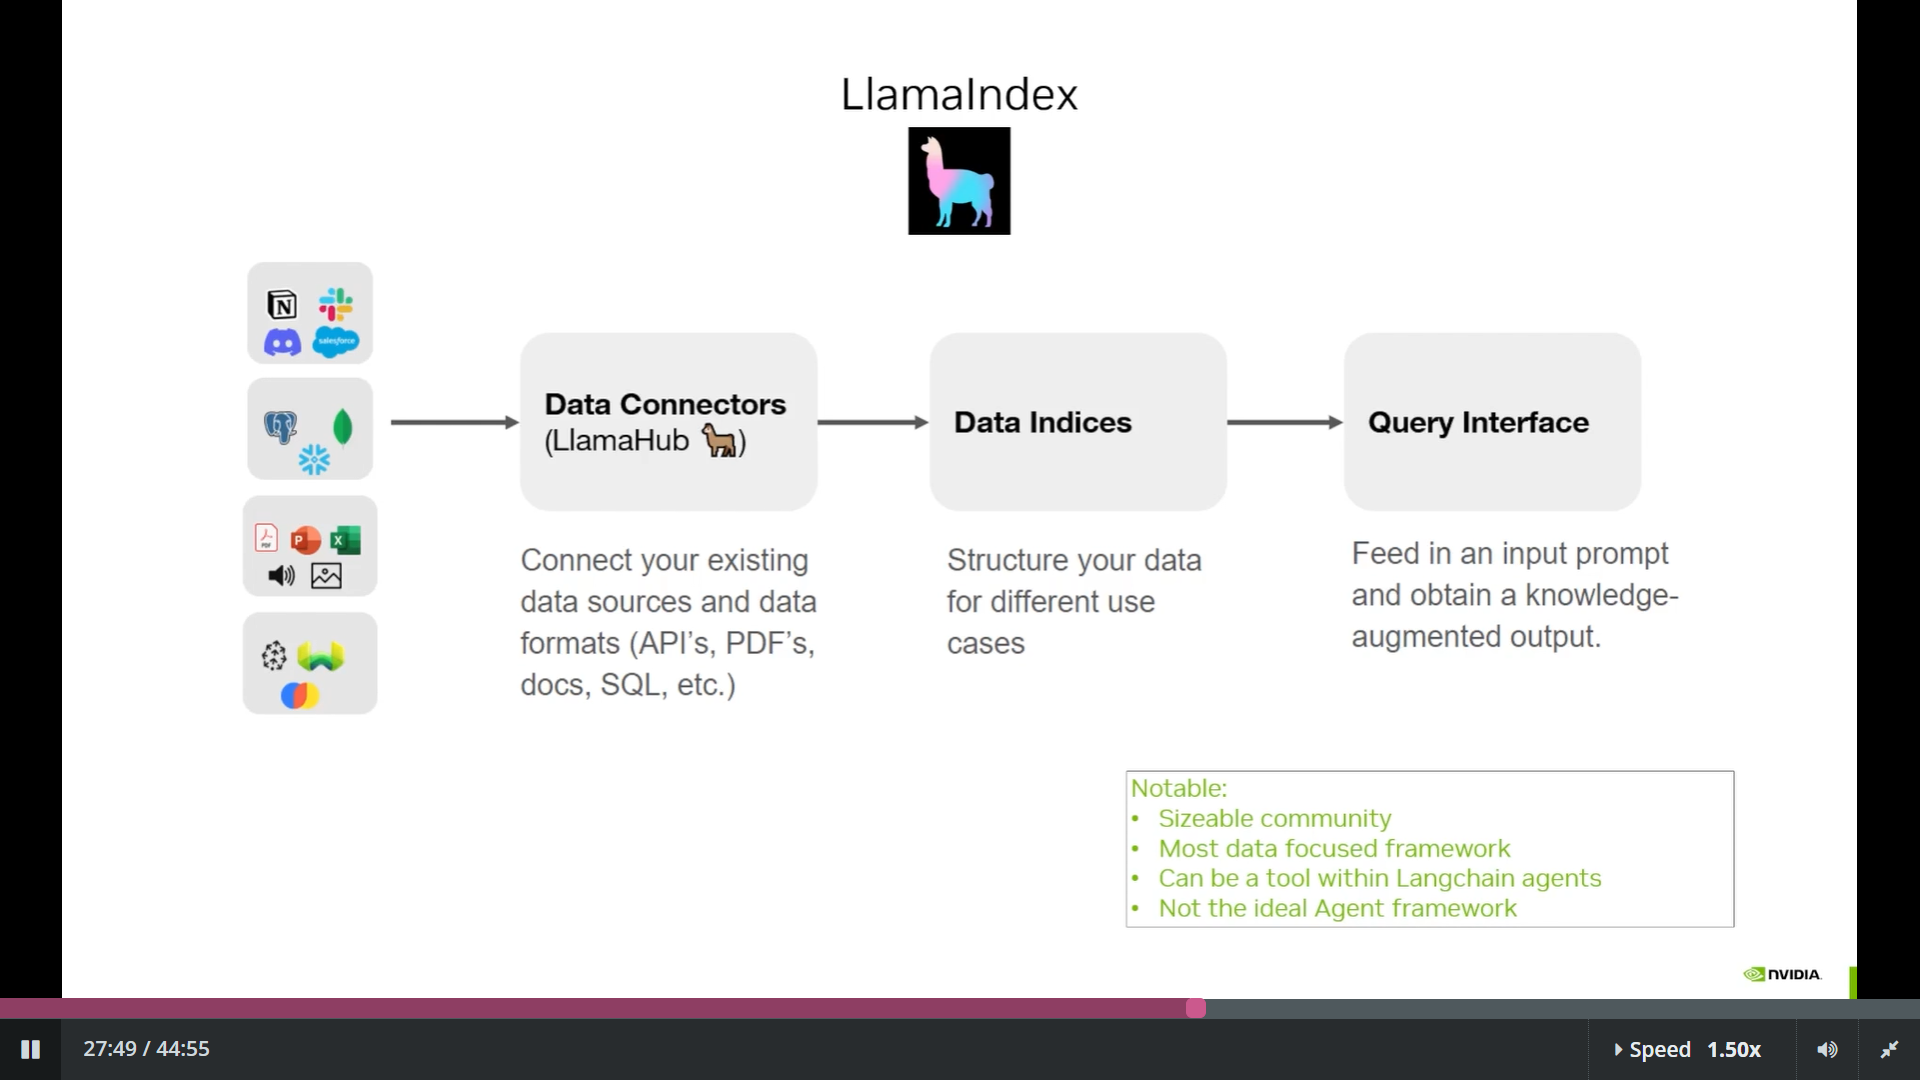 LlamaIndex
N
salesforce
PDF
P
X
Data Connectors
(LlamaHub 🦙)
Connect your existing
data sources and data
formats (API's, PDF's,
docs, SQL, etc.)
Data Indices
Structure your data
for different use
cases
Query Interface
Feed in an input prompt
and obtain a knowledge-
augmented output.
Notable:
• Sizeable community
• Most data focused framework
• Can be a tool within Langchain agents
• Not the ideal Agent framework
NVIDIA.
27:49 / 44:55
Speed 1.50x